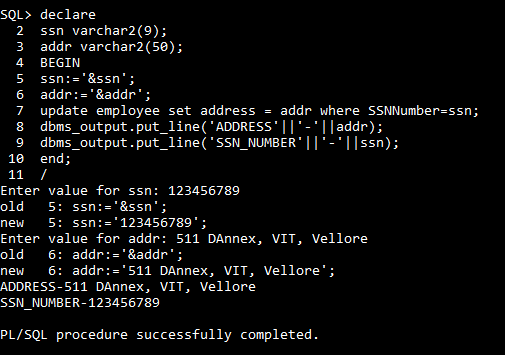 SQL> declare
2 ssn varchar2(9);
3 addr varchar2(50);
4 BEGIN
5 ssn:='&ssn';
6 addr:='&addr';
7 update employee set address = addr where SSNNumber=ssn;
8 dbms_output.put_line('ADDRESS'||'-'||addr);
9 dbms_output.put_line('SSN_NUMBER'||'-'||ssn);
10 end;
11 /
Enter value for ssn: 123456789
old 5: ssn:='&ssn';
new 5: ssn:='123456789';
Enter value for addr: 511 DAnnex, VIT, Vellore
old 6: addr:='&addr';
new 6: addr:='511 DAnnex, VIT, Vellore';
ADDRESS-511 DAnnex, VIT, Vellore
SSN_NUMBER-123456789
PL/SQL procedure successfully completed.